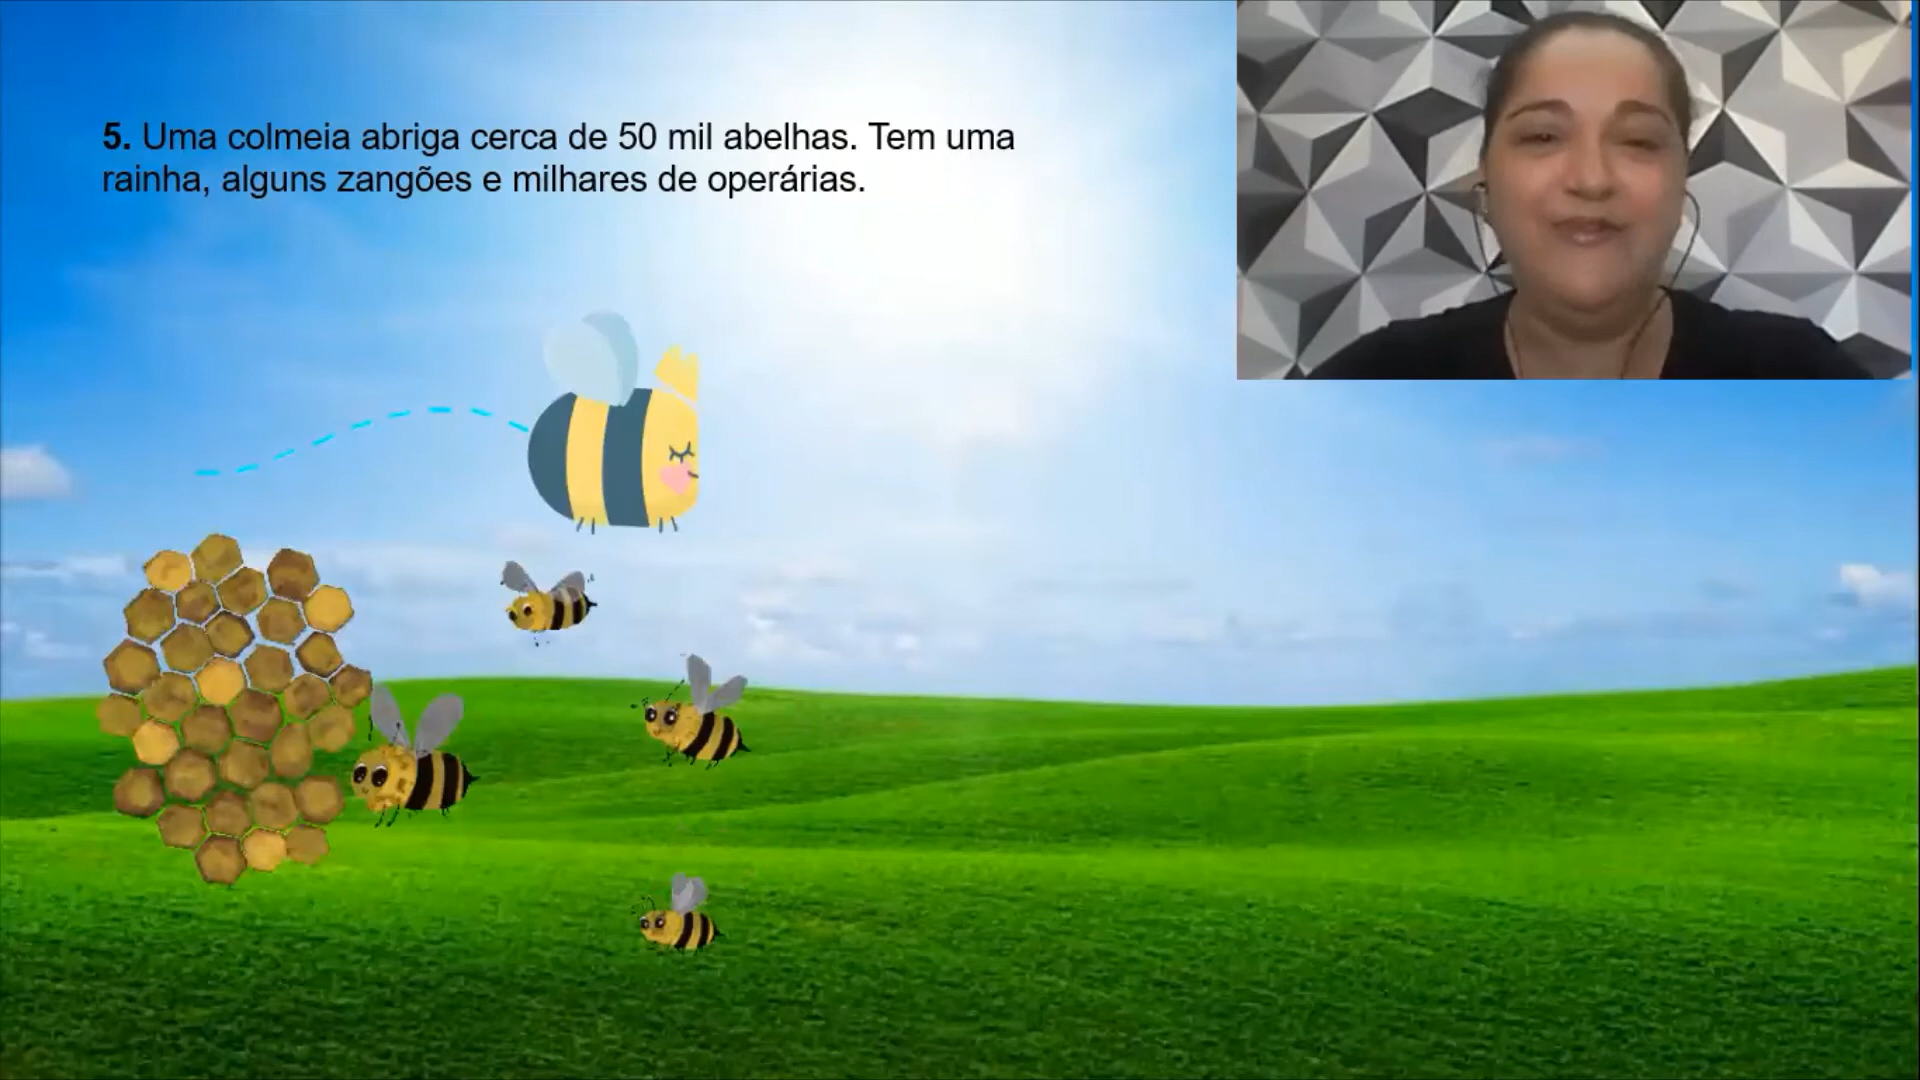 5. Uma colmeia abriga cerca de 50 mil abelhas. Tem uma
rainha, alguns zangões e milhares de operárias.